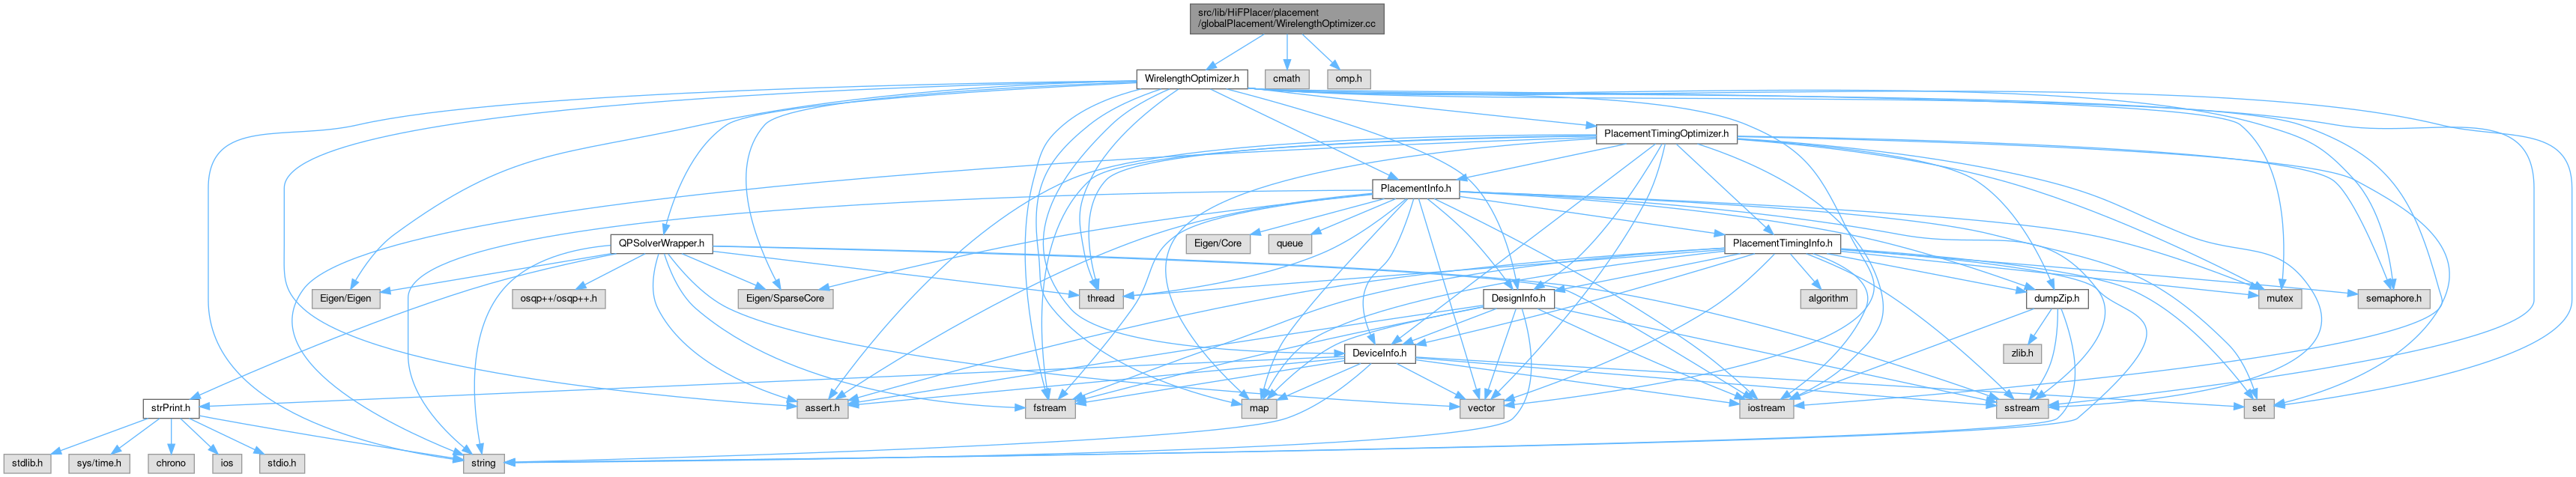 src/lib/HiFPlacer/placement
/globalPlacement/WirelengthOptimizer.cc
WirelengthOptimizer.h
cmath
omp.h
PlacementTimingOptimizer.h
PlacementInfo.h
QPSolverWrapper.h
Eigen/Core
queue
PlacementTimingInfo.h
Eigen/Eigen
osqp++/osqp++.h
Eigen/SparseCore
thread
DesignInfo.h
algorithm
dumpZip.h
mutex
semaphore.h
DeviceInfo.h
zlib.h
strPrint.h
assert.h
fstream
map
vector
iostream
sstream
set
stdlib.h
sys/time.h
chrono
ios
stdio.h
string